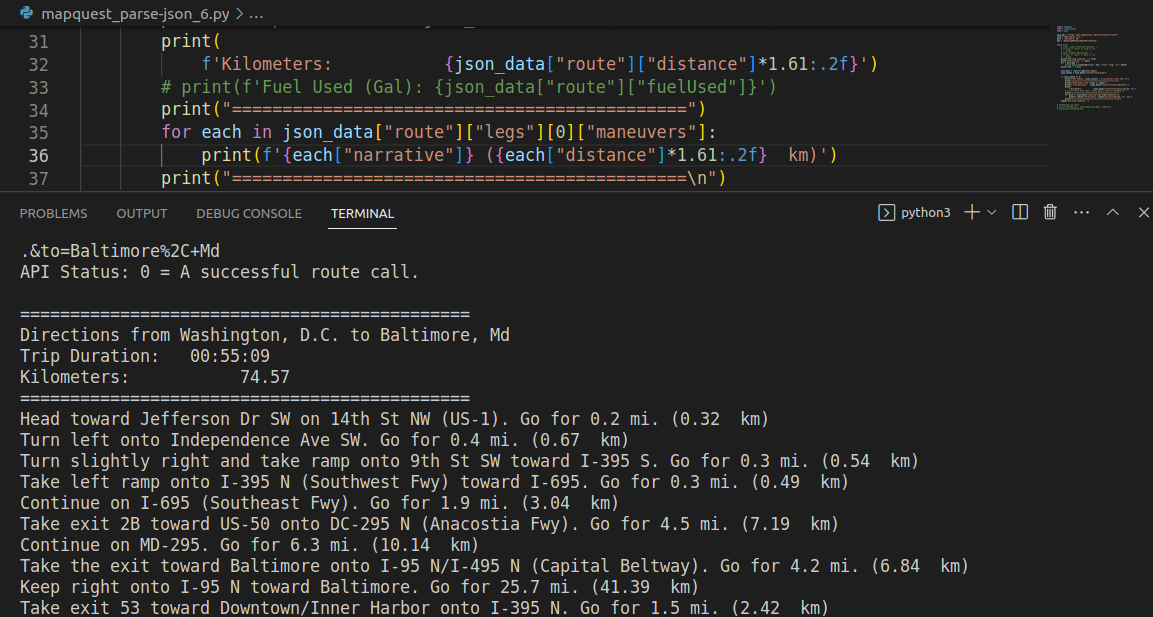 mapquest_parse-json_6.py > ...
31 print(
32 f'Kilometers:           {json_data["route"]["distance"]*1.61:.2f}')
33 # print(f'Fuel Used (Gal): {json_data["route"]["fuelUsed"]}')
34 print("=============================================")
35 for each in json_data["route"]["legs"][0]["maneuvers"]:
36 print(f'{each["narrative"]} ({each["distance"]*1.61:.2f}  km)')
37 print("=============================================\n")
PROBLEMS OUTPUT DEBUG CONSOLE TERMINAL python3
.&to=Baltimore%2C+Md
API Status: 0 = A successful route call.
=============================================
Directions from Washington, D.C. to Baltimore, Md
Trip Duration:   00:55:09
Kilometers:           74.57
=============================================
Head toward Jefferson Dr SW on 14th St NW (US-1). Go for 0.2 mi. (0.32  km)
Turn left onto Independence Ave SW. Go for 0.4 mi. (0.67  km)
Turn slightly right and take ramp onto 9th St SW toward I-395 S. Go for 0.3 mi. (0.54  km)
Take left ramp onto I-395 N (Southwest Fwy) toward I-695. Go for 0.3 mi. (0.49  km)
Continue on I-695 (Southeast Fwy). Go for 1.9 mi. (3.04  km)
Take exit 2B toward US-50 onto DC-295 N (Anacostia Fwy). Go for 4.5 mi. (7.19  km)
Continue on MD-295. Go for 6.3 mi. (10.14  km)
Take the exit toward Baltimore onto I-95 N/I-495 N (Capital Beltway). Go for 4.2 mi. (6.84  km)
Keep right onto I-95 N toward Baltimore. Go for 25.7 mi. (41.39  km)
Take exit 53 toward Downtown/Inner Harbor onto I-395 N. Go for 1.5 mi. (2.42  km)